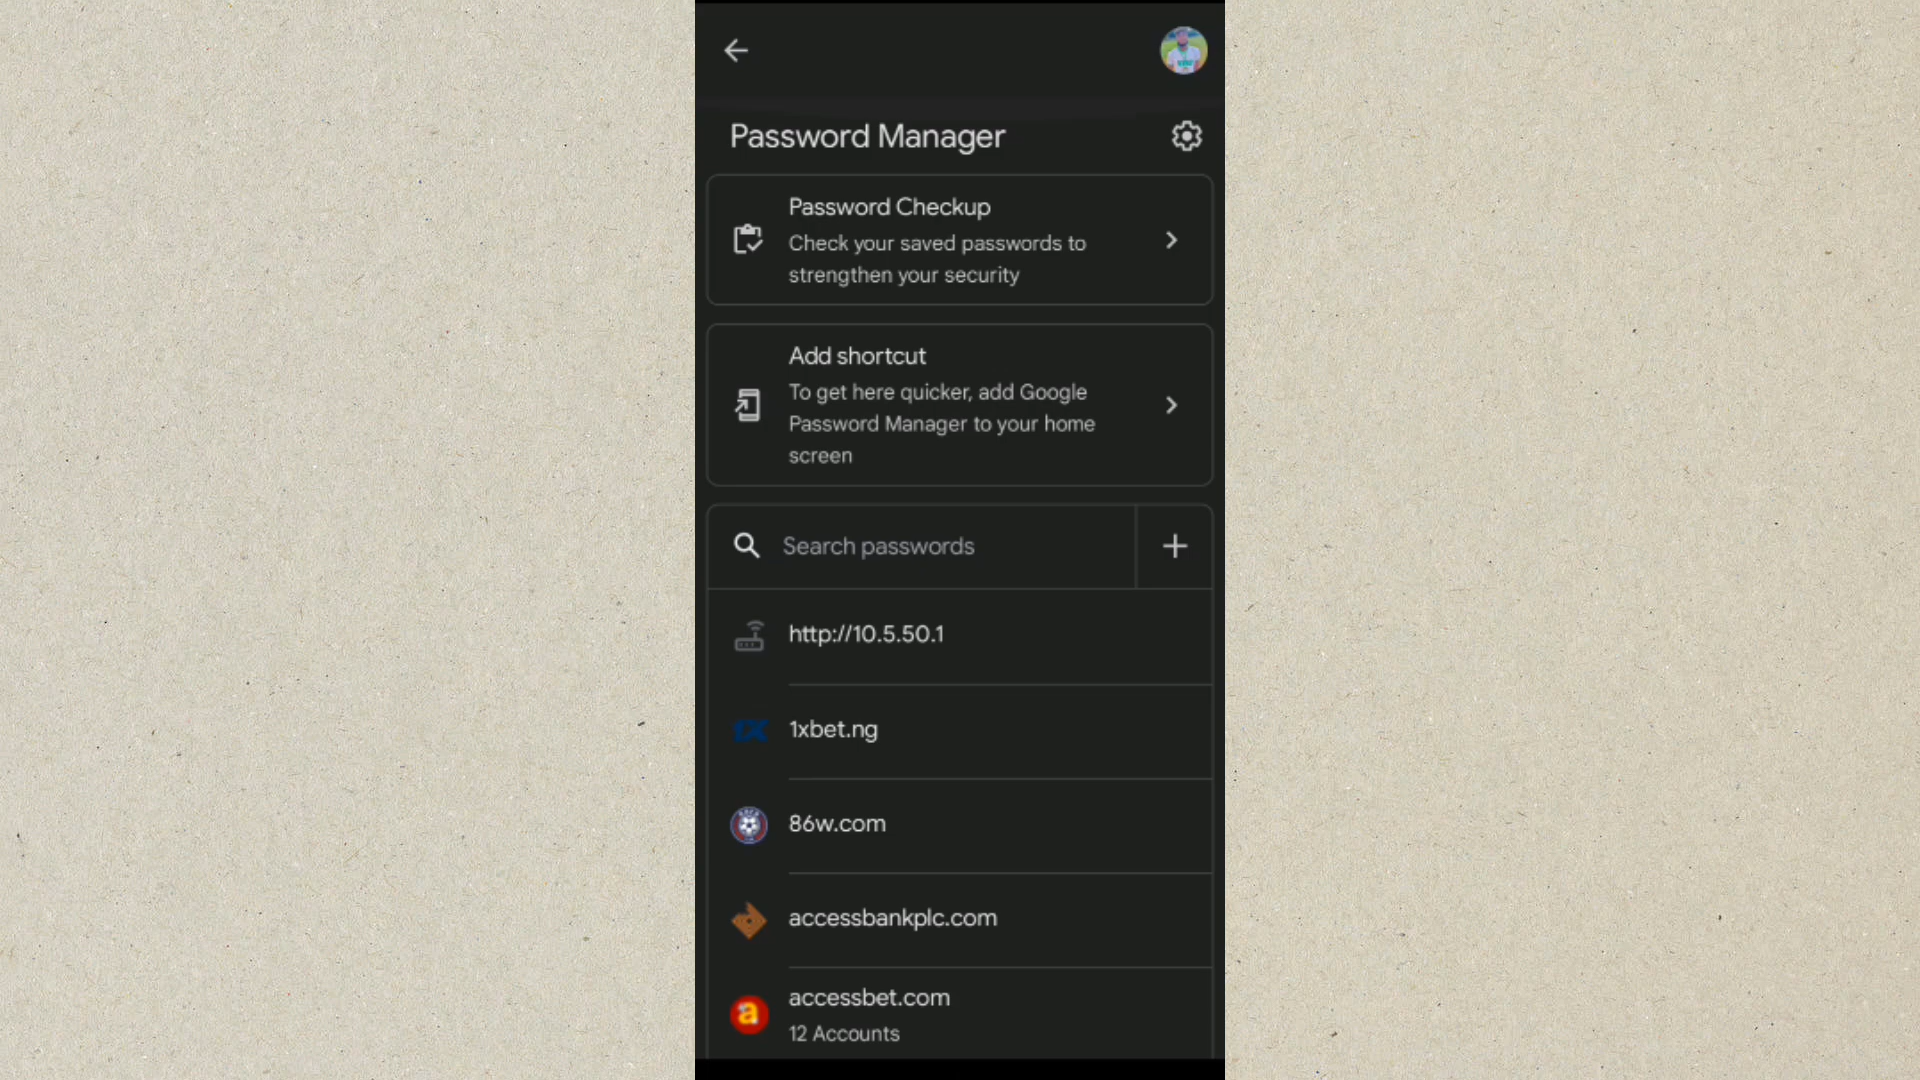 Password Manager
Password Checkup
Check your saved passwords to
strengthen your security
Add shortcut
To get here quicker, add Google
Password Manager to your home
screen
Search passwords
http://10.5.50.1
1X
1xbet.ng
86w.com
accessbankplc.com
a
accessbet.com
12 Accounts